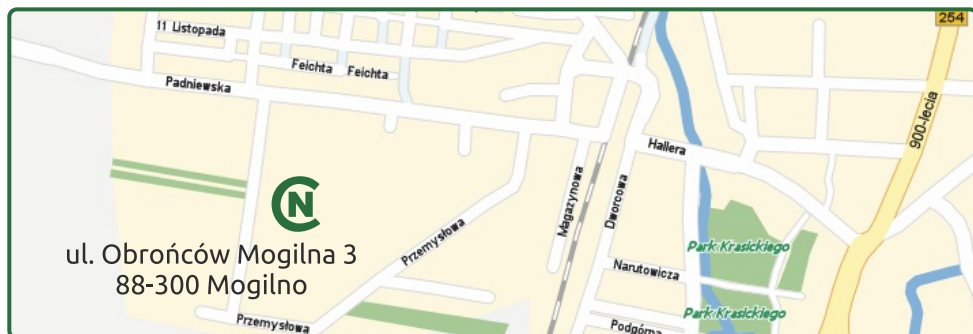 254
11 Listopada
Feichta Feichta
Padniewska
900-lecia
Hallera
Magazynowa
Dworcowa
CN
Przemysłowa
Park Krasickiego
ul. Obrońców Mogilna 3
88-300 Mogilno
Narutowicza
Park Krasickiego
Przemysłowa
Podgórna